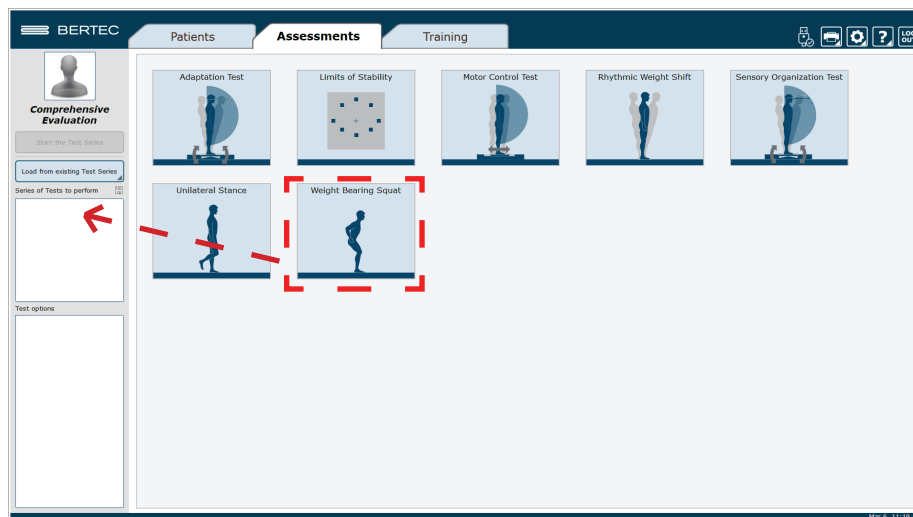 BERTEC
Patients
Assessments
Training
?
Comprehensive
Evaluation
Start the Test Series
Load from existing Test Series
Series of Tests to perform
Test options
Adaptation Test
Limits of Stability
Motor Control Test
Rhythmic Weight Shift
Sensory Organization Test
Unilateral Stance
Weight Bearing Squat